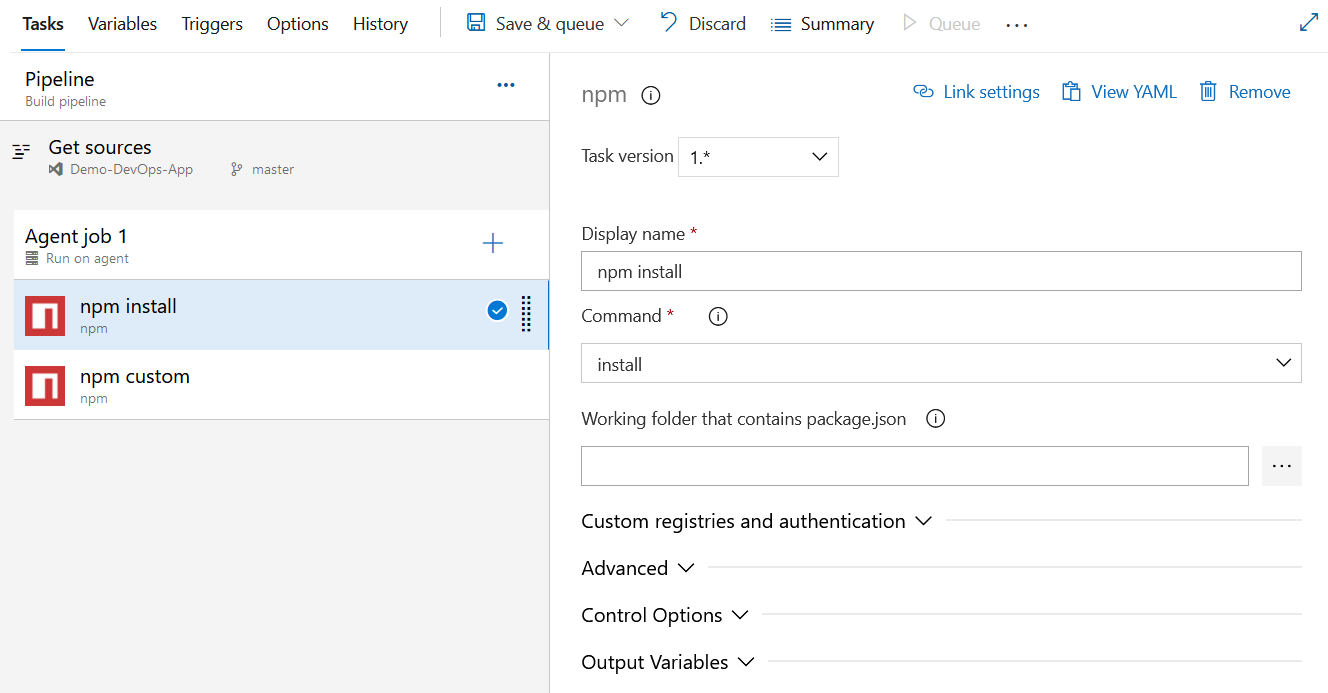 Tasks Variables Triggers Options History Save & queue Discard Summary Queue ...
Pipeline
Build pipeline
Get sources
Demo-DevOps-App master
Agent job 1
Run on agent
npm install
npm
npm custom
npm
npm Link settings View YAML Remove
Task version 1.*
Display name *
npm install
Command *
install
Working folder that contains package.json
...
Custom registries and authentication
Advanced
Control Options
Output Variables